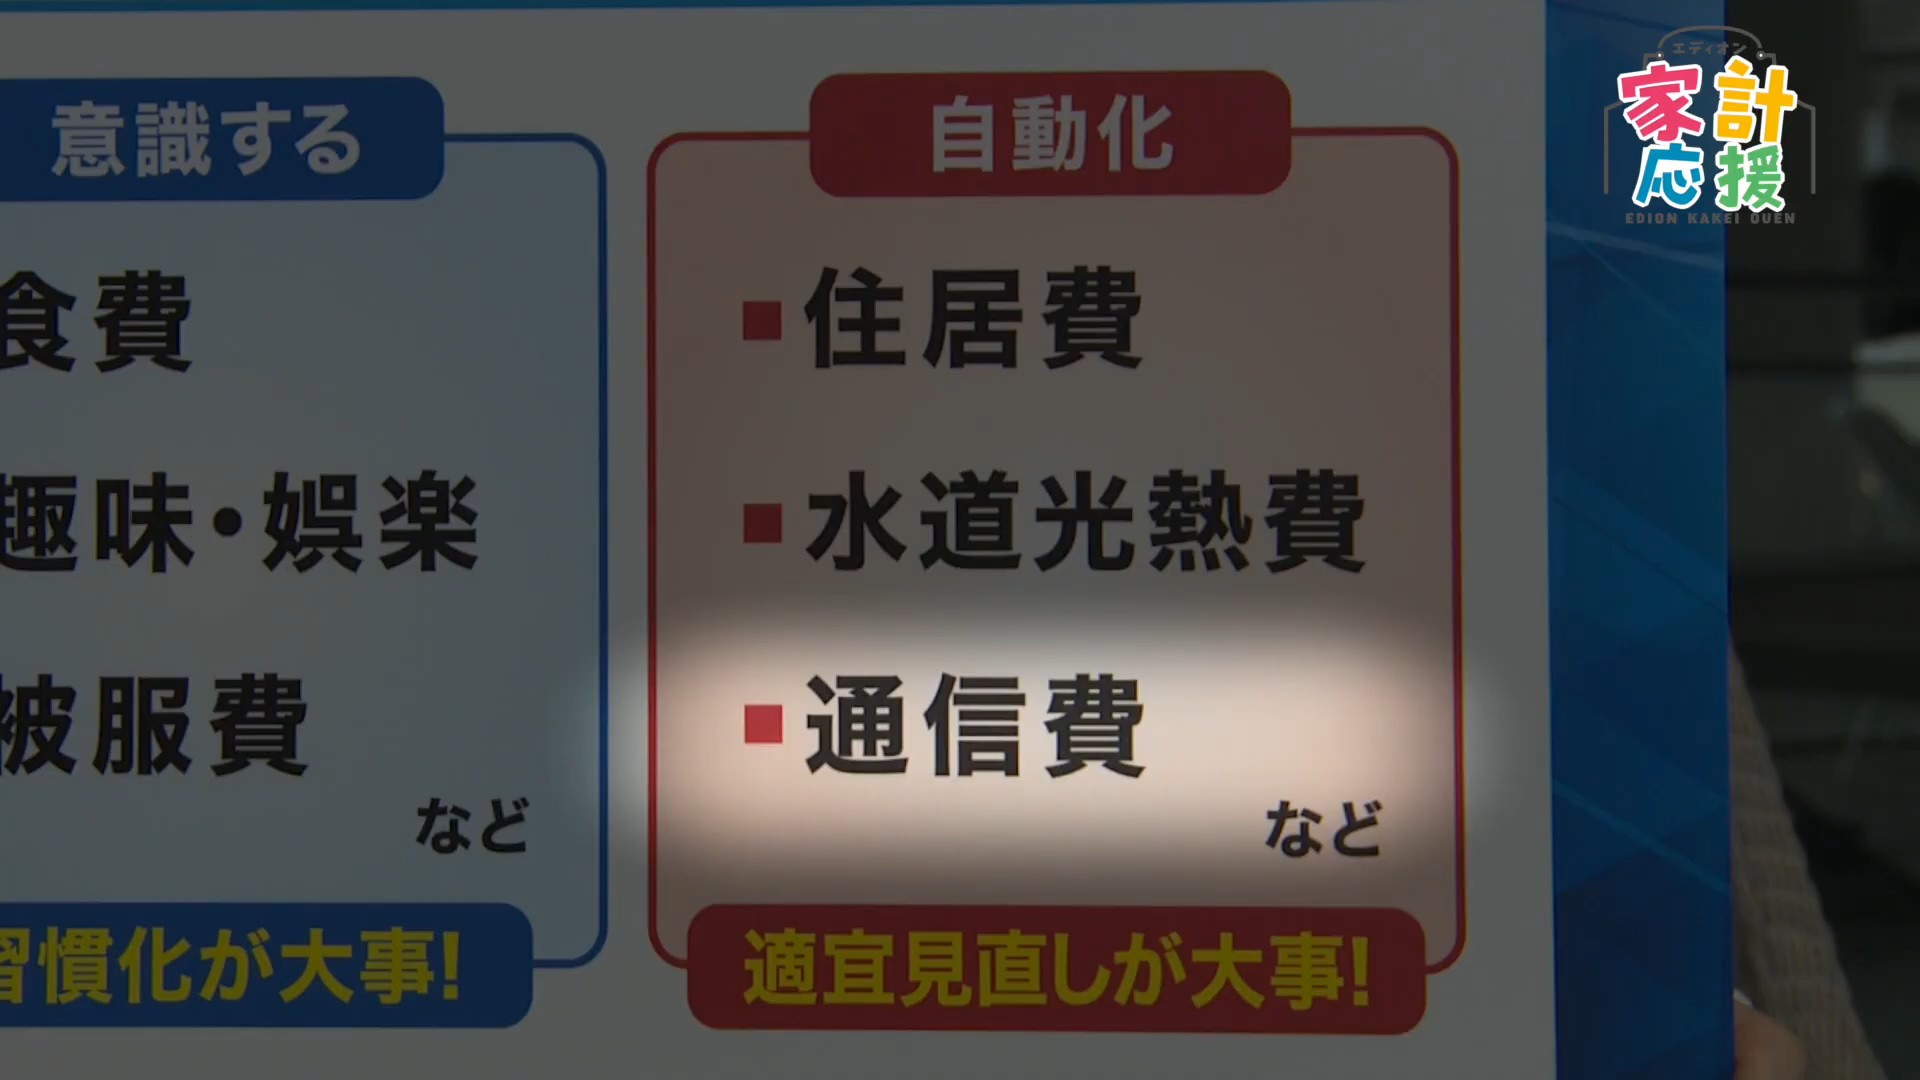 意識する
食費
趣味・娯楽
被服費
など
習慣化が大事!
自動化
■住居費
■水道光熱費
■通信費
など
適宜見直しが大事!
エディオン
家計
応援
EDION KAKEI OUEN